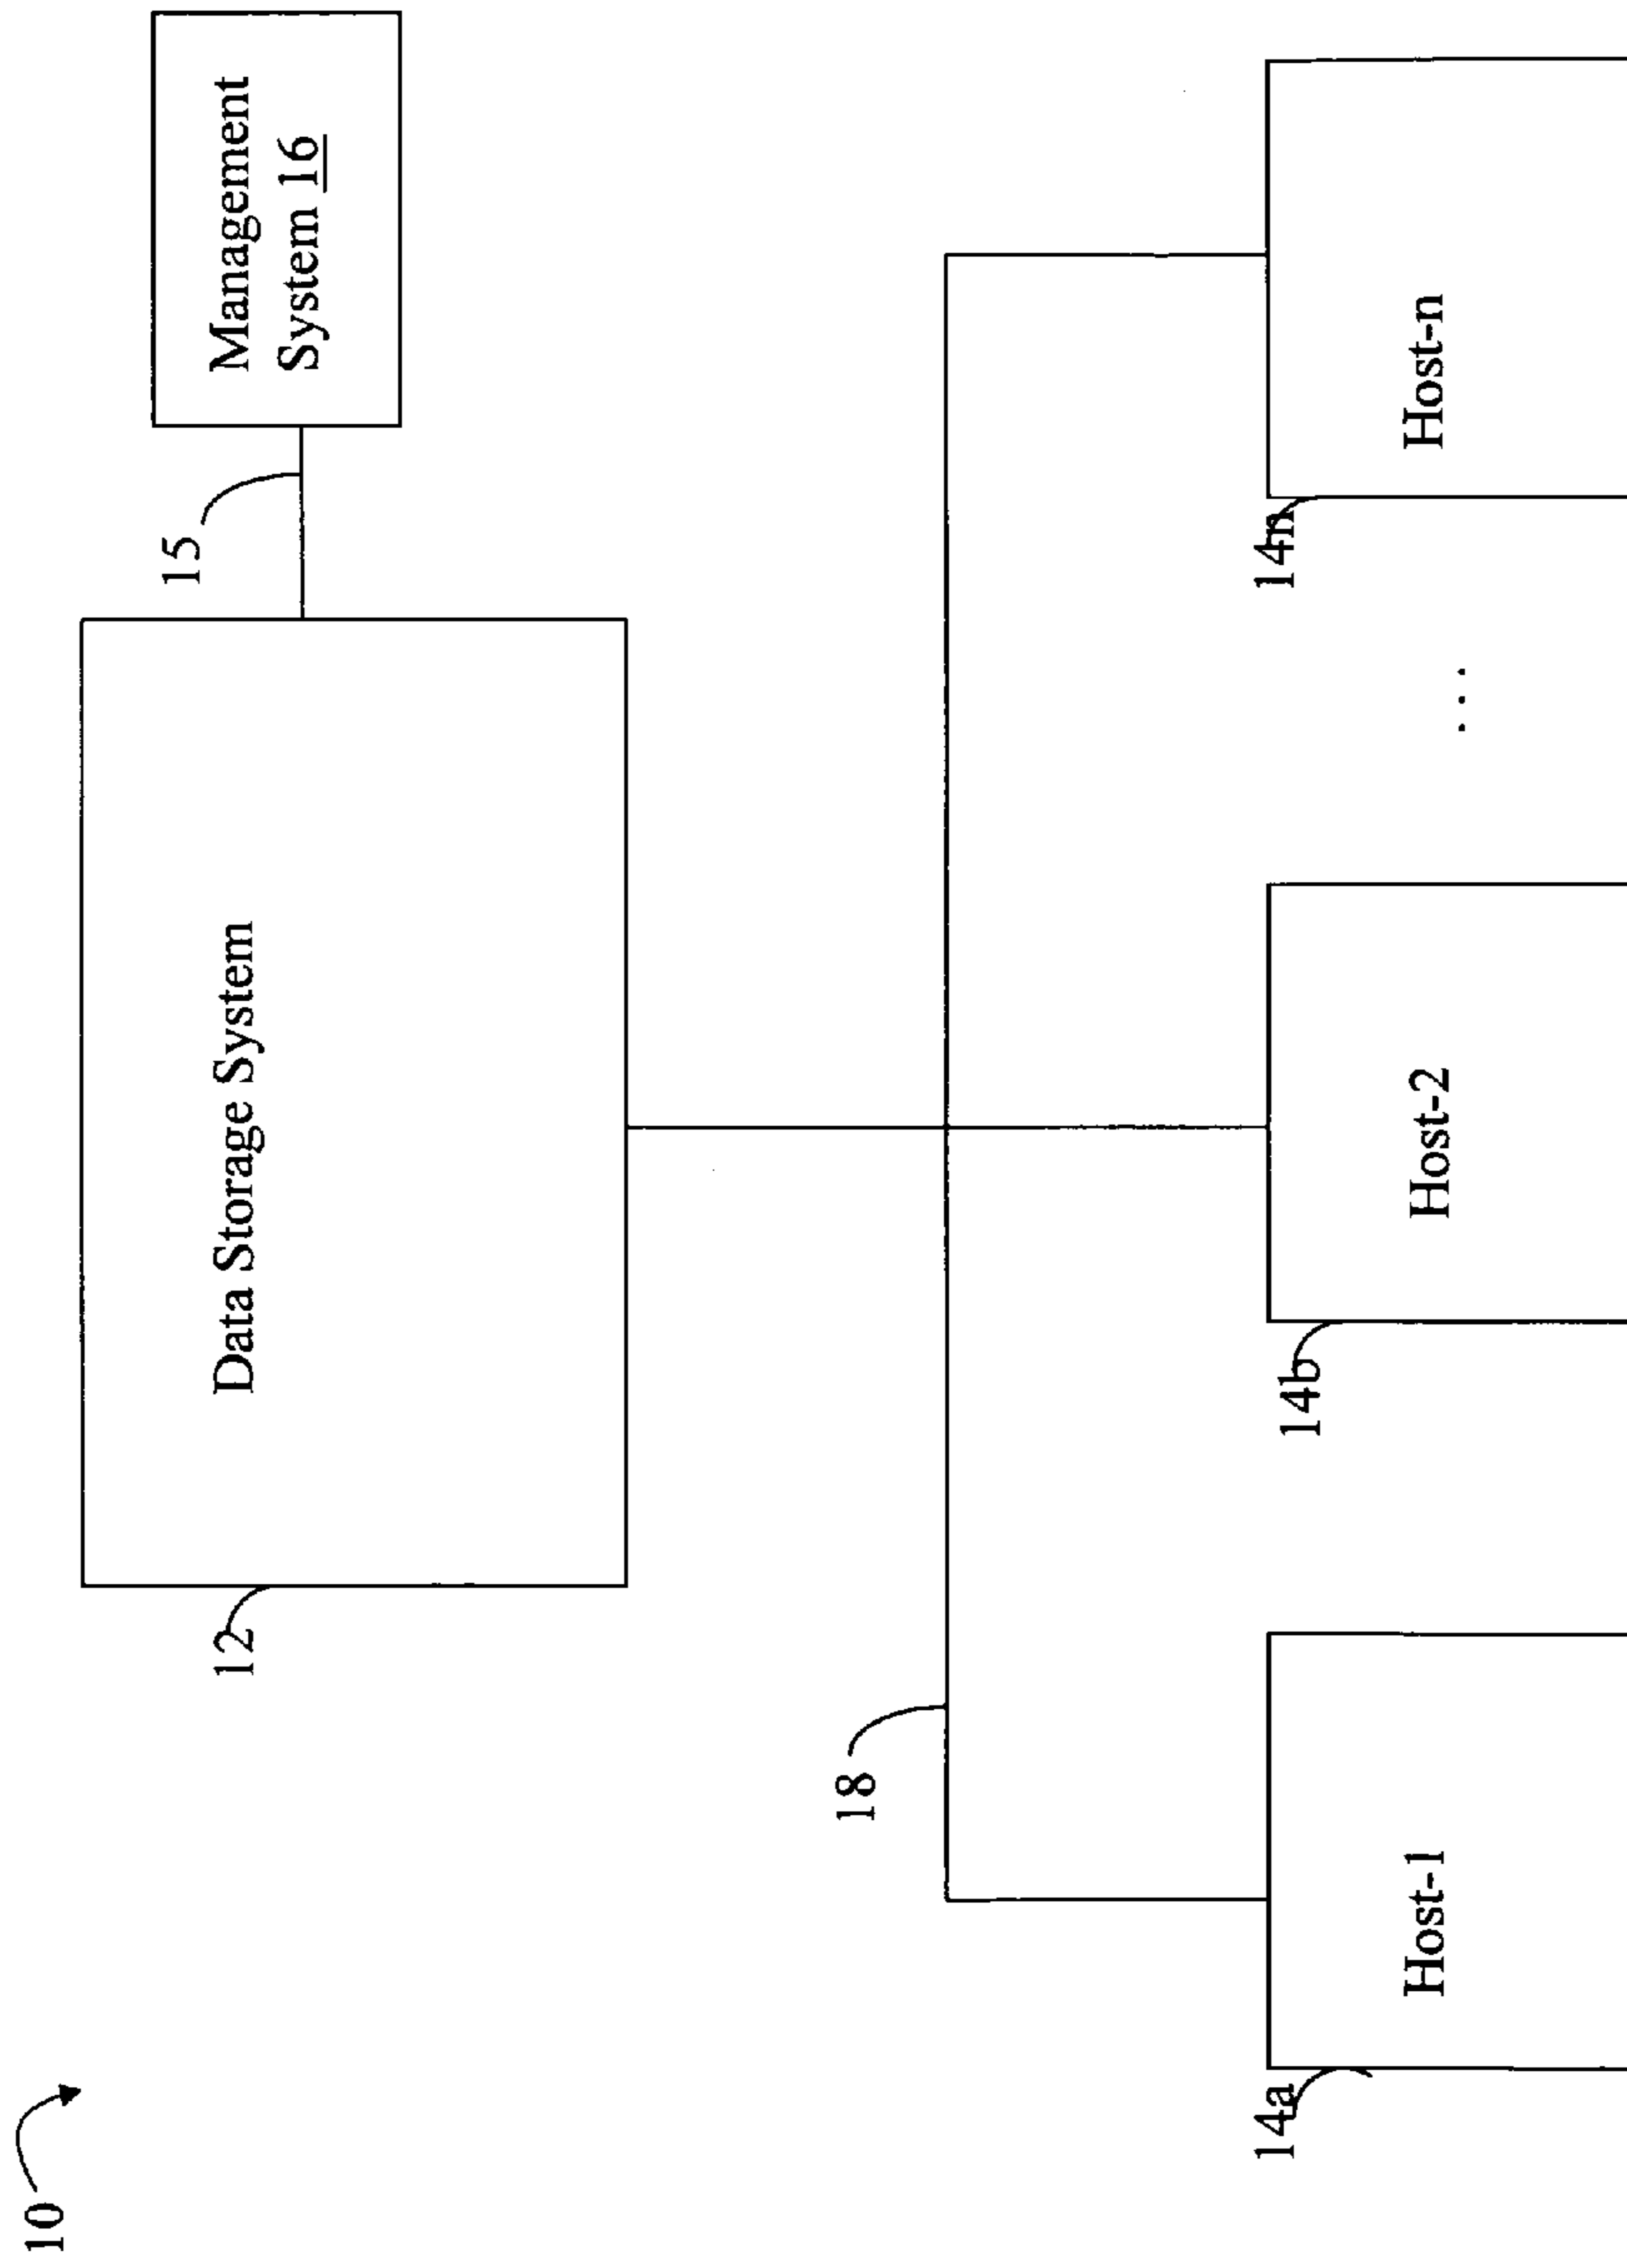 10
12
Data Storage System
15
Management
System 16
18
14a
Host-1
14b
Host-2
...
14n
Host-n